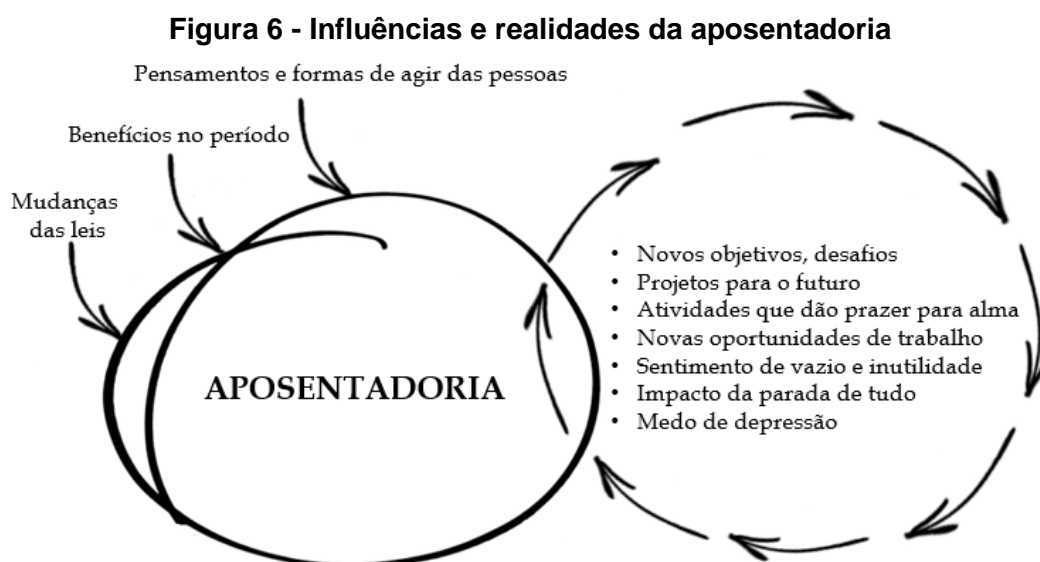 Figura 6 - Influências e realidades da aposentadoria
Pensamentos e formas de agir das pessoas
Benefícios no período
Mudanças
das leis
APOSENTADORIA
• Novos objetivos, desafios
• Projetos para o futuro
• Atividades que dão prazer para alma
• Novas oportunidades de trabalho
• Sentimento de vazio e inutilidade
• Impacto da parada de tudo
• Medo de depressão